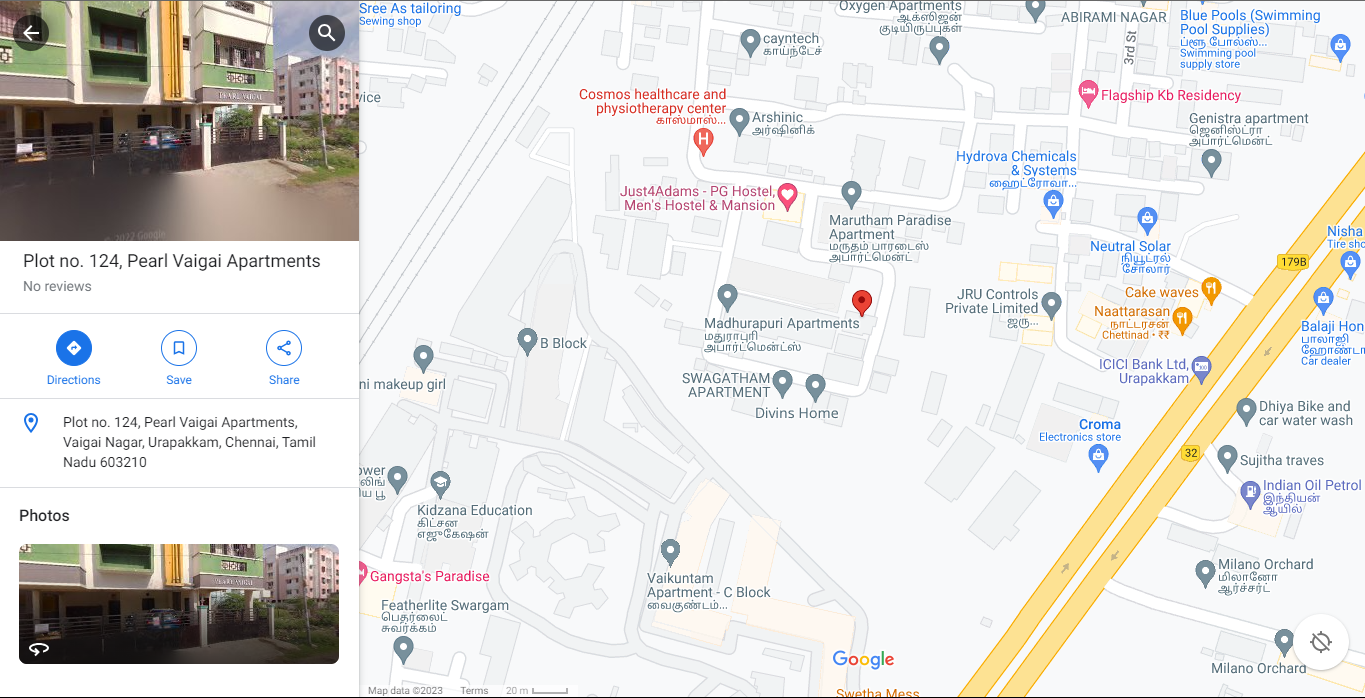 PEARL VAIGAI
© 2022 Google
Plot no. 124, Pearl Vaigai Apartments
No reviews
Directions
Save
Share
Plot no. 124, Pearl Vaigai Apartments,
Vaigai Nagar, Urapakkam, Chennai, Tamil
Nadu 603210
Photos
PEARL VAIGAI
Sree As tailoring
Sewing shop
vice
Oxygen Apartments
ஆக்ஸிஜன்
குடியிருப்புகள்
ABIRAMI NAGAR
3rd St
Blue Pools (Swimming
Pool Supplies)
ப்ளூ போல்ஸ்...
Swimming pool
supply store
cayntech
காய்ந்டேச்
Cosmos healthcare and
physiotherapy center
காஸ்மாஸ்...
H
Arshinic
அர்ஷினிக்
Flagship Kb Residency
Genistra apartment
ஜெனிஸ்ட்ரா
அபார்ட்மென்ட்
Hydrova Chemicals
& Systems
ஹைட்ரோவா...
Just4Adams - PG Hostel,
Men's Hostel & Mansion
Marutham Paradise
Apartment
மருதம் பாரடைஸ்
அபார்ட்மென்ட்
Neutral Solar
நியூட்ரல்
சோலார்
179B
Nisha
Tire sho
Cake waves
JRU Controls
Private Limited
ஜரு...
Naattarasan
நாட்டரசன்
Chettinad • ₹₹
Madhurapuri Apartments
மதுராபுரி
அபார்ட்மென்ட்ஸ்
Balaji Hon
பாலாஜி
ஹோண்டா
Car dealer
B Block
ni makeup girl
SWAGATHAM
APARTMENT
Divins Home
ICICI Bank Ltd,
Urapakkam
Dhiya Bike and
car water wash
Croma
Electronics store
32
Sujitha traves
ower
லிங்
ய பூ
Indian Oil Petrol
இந்தியன்
ஆயில்
Kidzana Education
கிட்சன
எஜுகேஷன்
Gangsta's Paradise
Vaikuntam
Apartment - C Block
வைகுண்டம்...
Milano Orchard
மிலானோ
ஆர்ச்சர்ட்
Featherlite Swargam
பெதர்லைட்
சுவர்க்கம்
Google
Milano Orchard
Map data ©2023
Terms
20 m
Swetha Mess